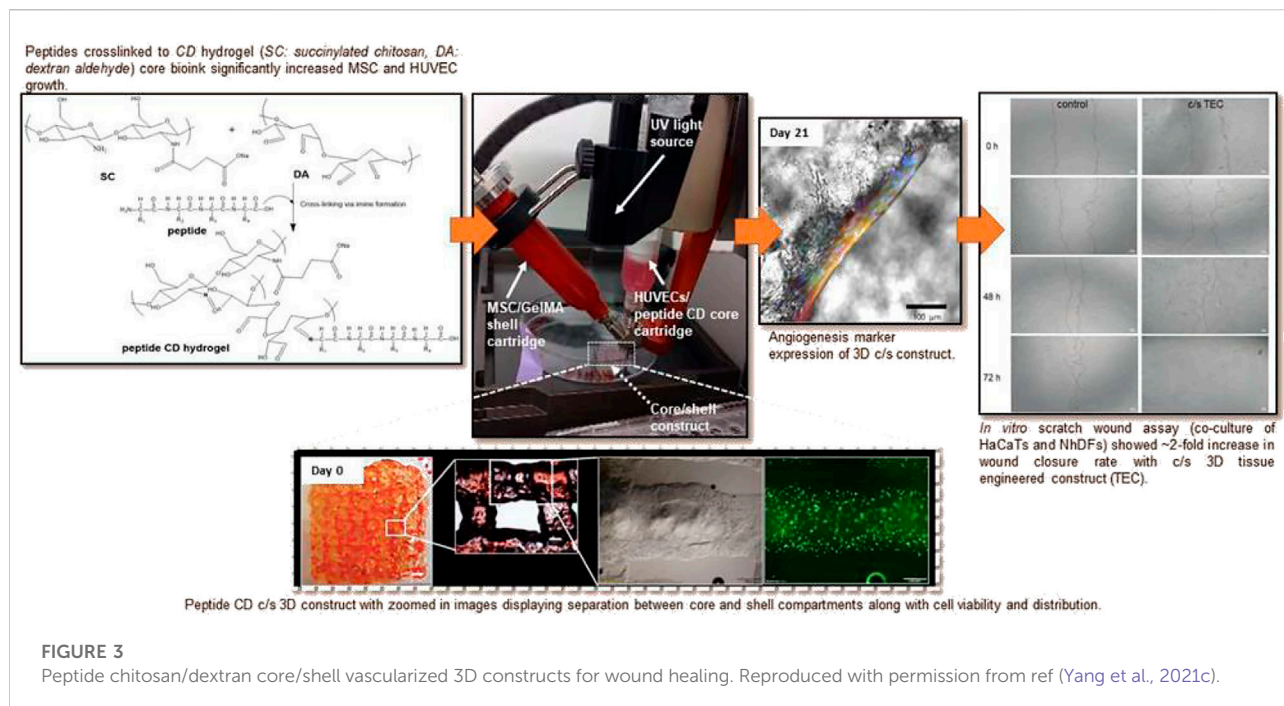 Peptides crosslinked to CD hydrogel (SC: succinylated chitosan, DA:
dextran aldehyde) core bioink significantly increased MSC and HUVEC
growth.
SC
+
DA
peptide
Cross-linking via imine formation
peptide CD hydrogel
UV light
source
MSC/GelMA
shell
cartridge
HUVECs/
peptide CD core
cartridge
Core/shell
construct
Day 21
100 µm
Angiogenesis marker
expression of 3D c/s construct.
control
c/s TEC
0 h
48 h
72 h
In vitro scratch wound assay (co-culture of
HaCaTs and NhDFs) showed ~2-fold increase in
wound closure rate with c/s 3D tissue
engineered construct (TEC).
Day 0
Peptide CD c/s 3D construct with zoomed in images displaying separation between core and shell compartments along with cell viability and distribution.
FIGURE 3
Peptide chitosan/dextran core/shell vascularized 3D constructs for wound healing. Reproduced with permission from ref (Yang et al., 2021c).